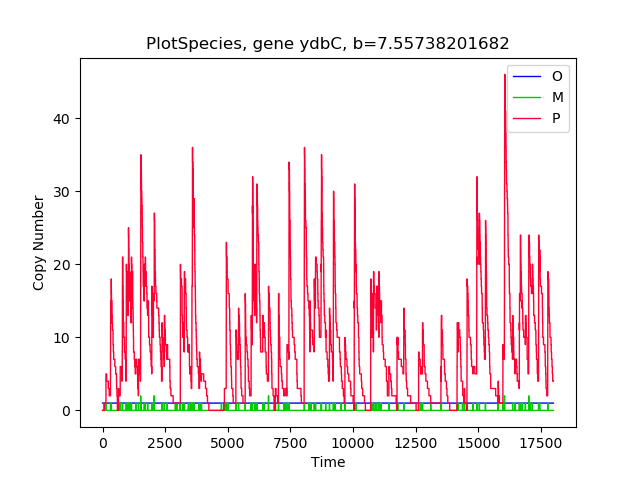 PlotSpecies, gene ydbC, b=7.55738201682
O
M
P
Copy Number
40
30
20
10
0
0 2500 5000 7500 10000 12500 15000 17500
Time